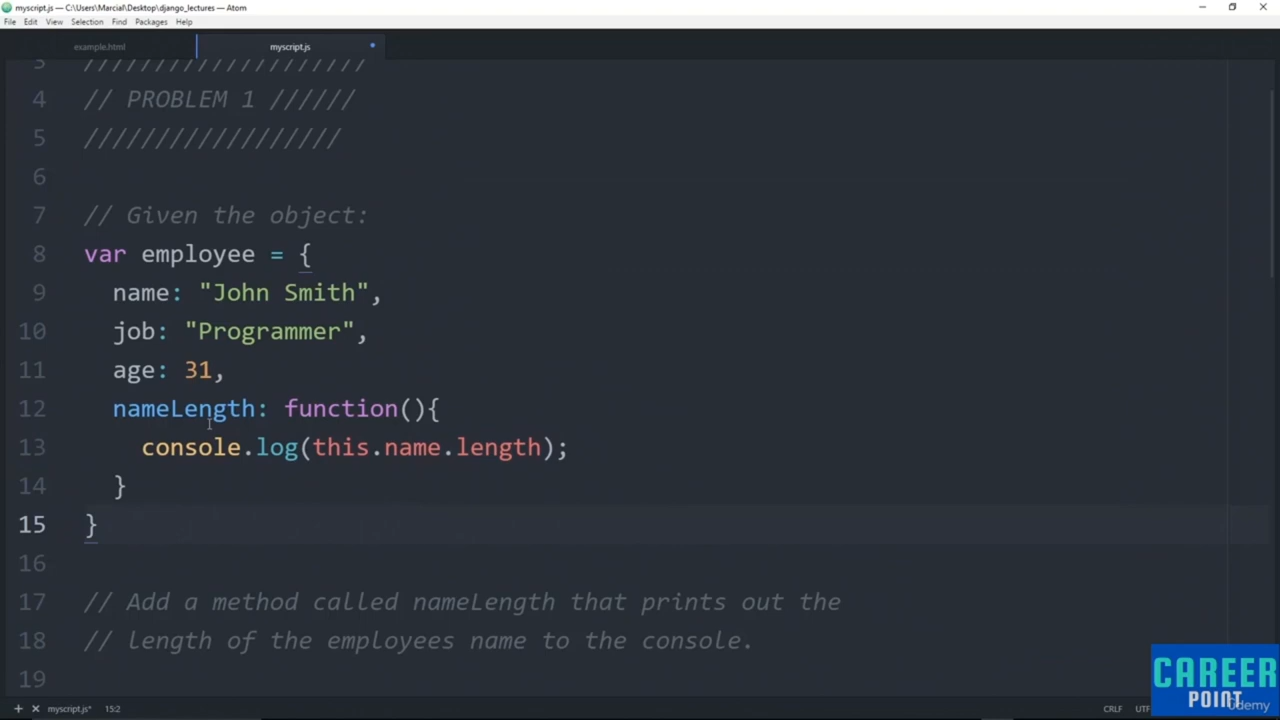 myscript.js — C:\Users\Marcial\Desktop\django_lectures — Atom
File Edit View Selection Find Packages Help
example.html myscript.js
3 ////////////////////
4 // PROBLEM 1 //////
5 //////////////////
6
7 // Given the object:
8 var employee = {
9 name: "John Smith",
10 job: "Programmer",
11 age: 31,
12 nameLength: function(){
13 console.log(this.name.length);
14 }
15 }
16
17 // Add a method called nameLength that prints out the
18 // length of the employees name to the console.
19
CAREER
POINT
Udemy
+ × myscript.js* 15:2 CRLF UTF